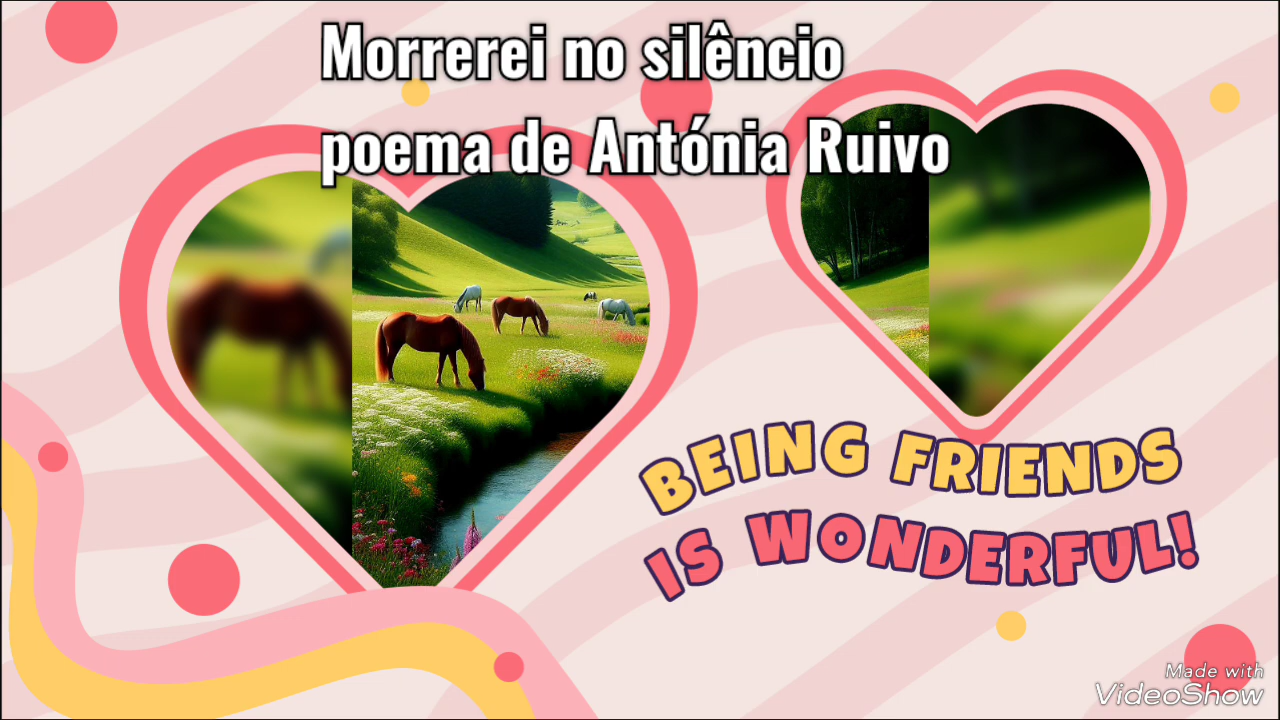 Morrerei no silêncio
poema de Antónia Ruivo
BEING FRIENDS
IS WONDERFUL!
Made with
VideoShow